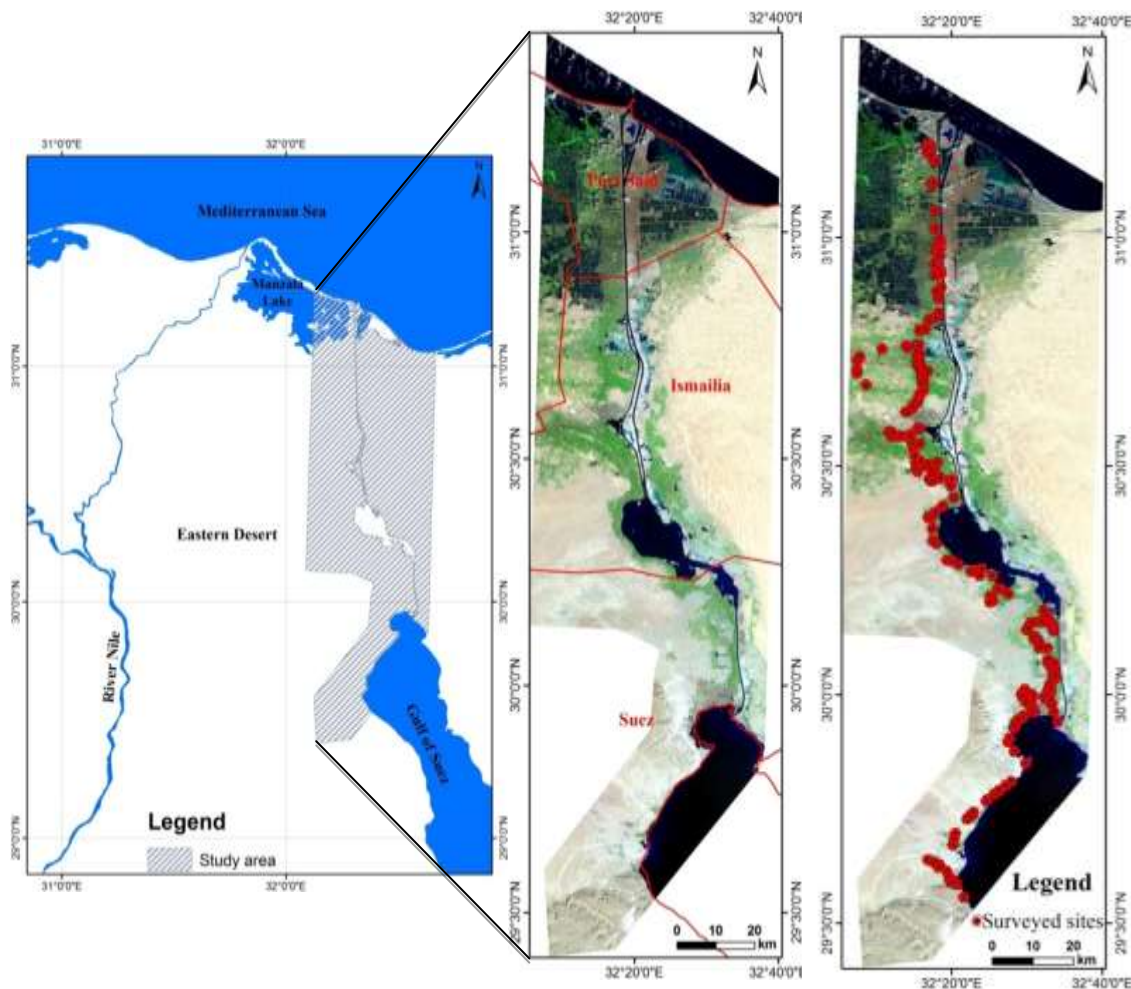 31°0'0"E
32°0'0"E
N
Mediterranean Sea
Manzala
Lake
31°0'0"N
31°0'0"N
Eastern Desert
30°0'0"N
30°0'0"N
River Nile
Gulf of Suez
29°0'0"N
29°0'0"N
Legend
Study area
31°0'0"E
32°0'0"E
32°20'0"E
32°40'0"E
N
Port Said
31°0'0"N
Ismailia
30°30'0"N
30°0'0"N
Suez
29°30'0"N
0 10 20
km
32°20'0"E
32°40'0"E
32°20'0"E
32°40'0"E
N
31°0'0"N
30°30'0"N
30°0'0"N
Legend
Surveyed sites
29°30'0"N
0 10 20
km
32°20'0"E
32°40'0"E